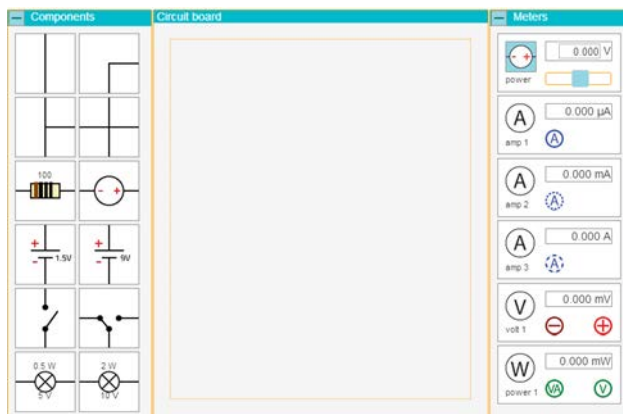 Components
Circuit board
Meters
100
- +
+
-
1.5V
+
-
9V
0.5 W
5 V
2 W
10 V
- +
0.000 V
power
A
0.000 µA
A
amp 1
A
0.000 mA
A
amp 2
A
0.000 A
A
amp 3
V
0.000 mV
volt 1
W
0.000 mW
VA
V
power 1